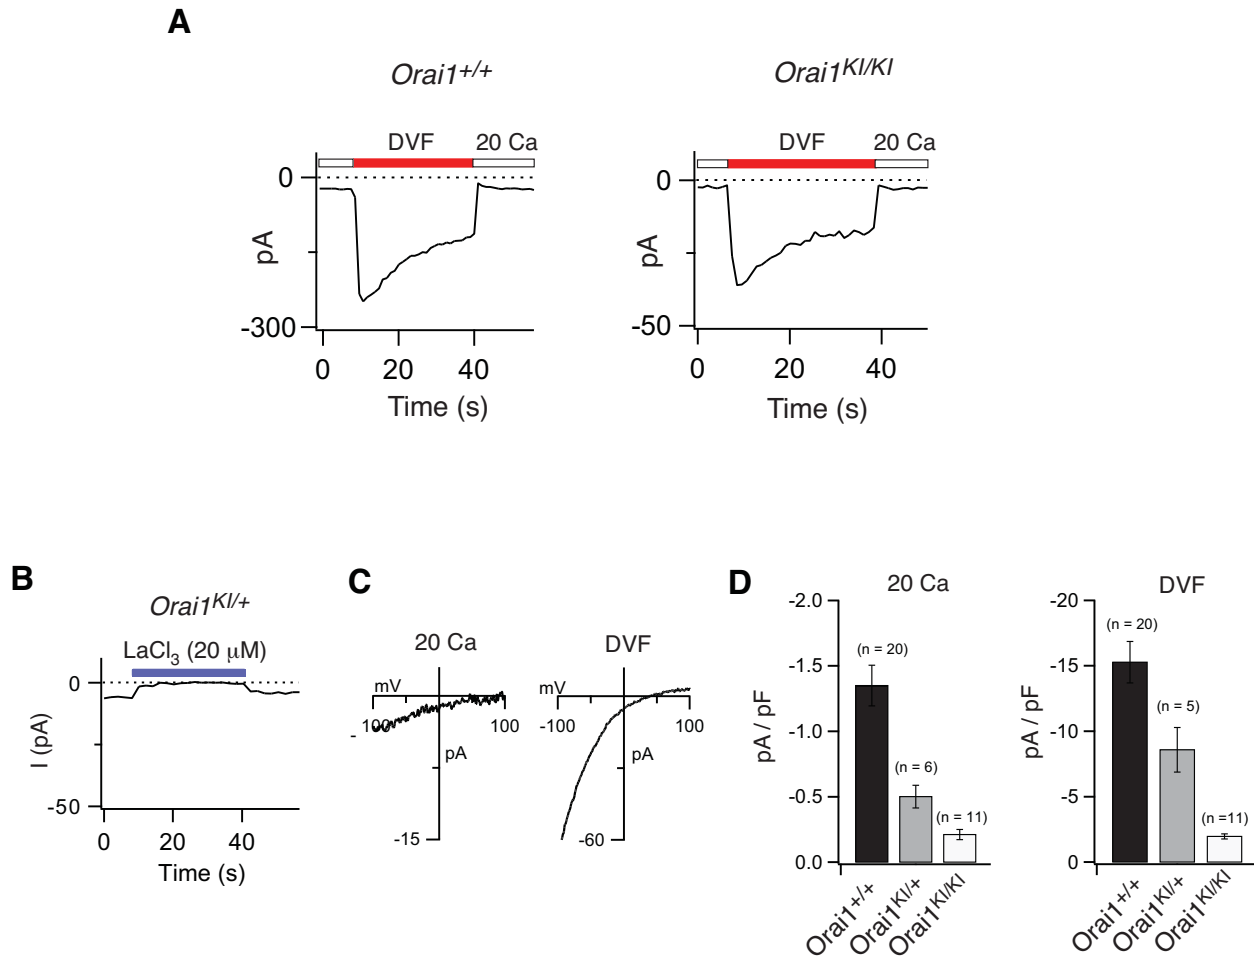 A
Orai1+/+
Orai1KI/KI
DVF 20 Ca
DVF 20 Ca
0
-300
pA
0 20 40
Time (s)
0
-50
pA
0 20 40
Time (s)
B
Orai1KI/+
LaCl3 (20 μM)
0
-50
I (pA)
0 20 40
Time (s)
C
20 Ca
mV
-100 100
pA
-15
DVF
mV
-100 100
pA
-60
D
20 Ca
-2.0
-1.5
-1.0
-0.5
0.0
pA / pF
(n = 20)
(n = 6)
(n = 11)
Orai1+/+
Orai1KI/+
Orai1KI/KI
DVF
-20
-15
-10
-5
0
pA / pF
(n = 20)
(n = 5)
(n =11)
Orai1+/+
Orai1KI/+
Orai1KI/KI